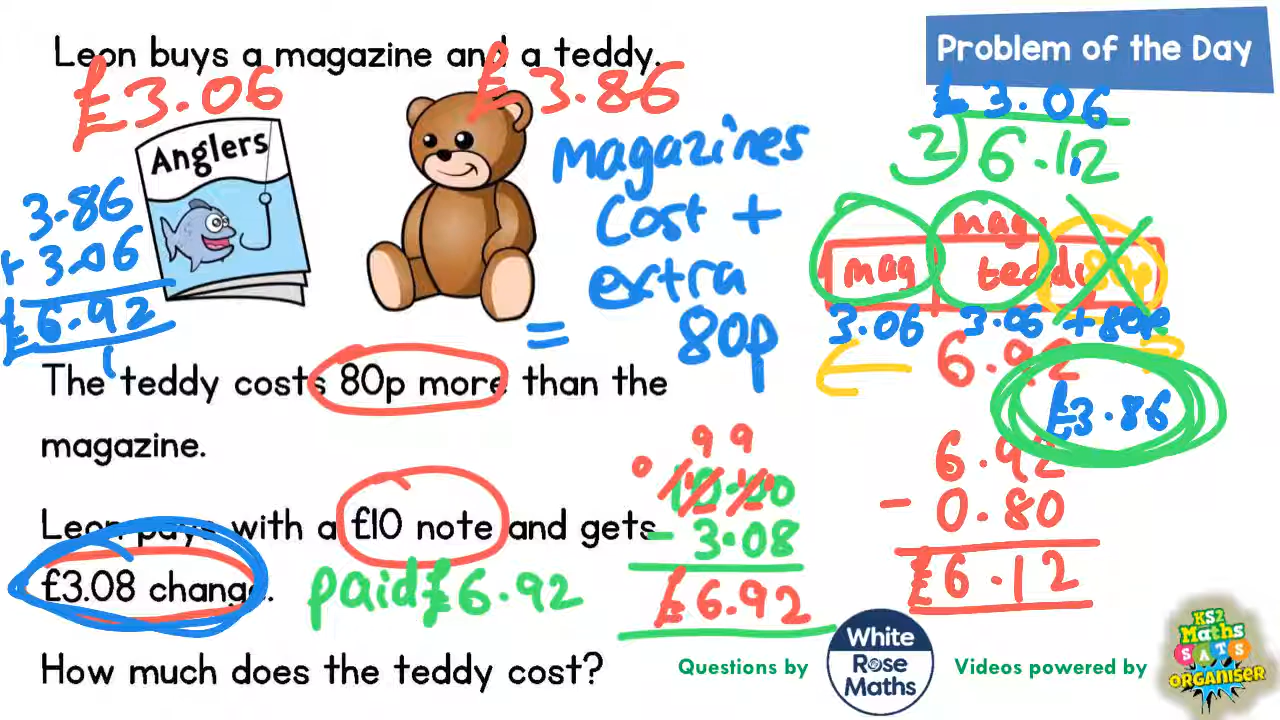 Leon buys a magazine and a teddy.
Problem of the Day
£3.06
£3.86
Anglers
magazines
cost +
extra
80p
=
3.86
+ 3.06
£6.92
1
£3.06
2 6.12
mag
mag
teddy 80p
3.06 3.06 + 80p
6.92
£3.86
The teddy costs 80p more than the
magazine.
Leon pays with a £10 note and gets
£3.08 change.
paid £6.92
0 9 9
10.00
- 3.08
£6.92
6.92
- 0.80
£6.12
How much does the teddy cost?
Questions by
White
Rose
Maths
Videos powered by
KS2
Maths
SATS
ORGANISER